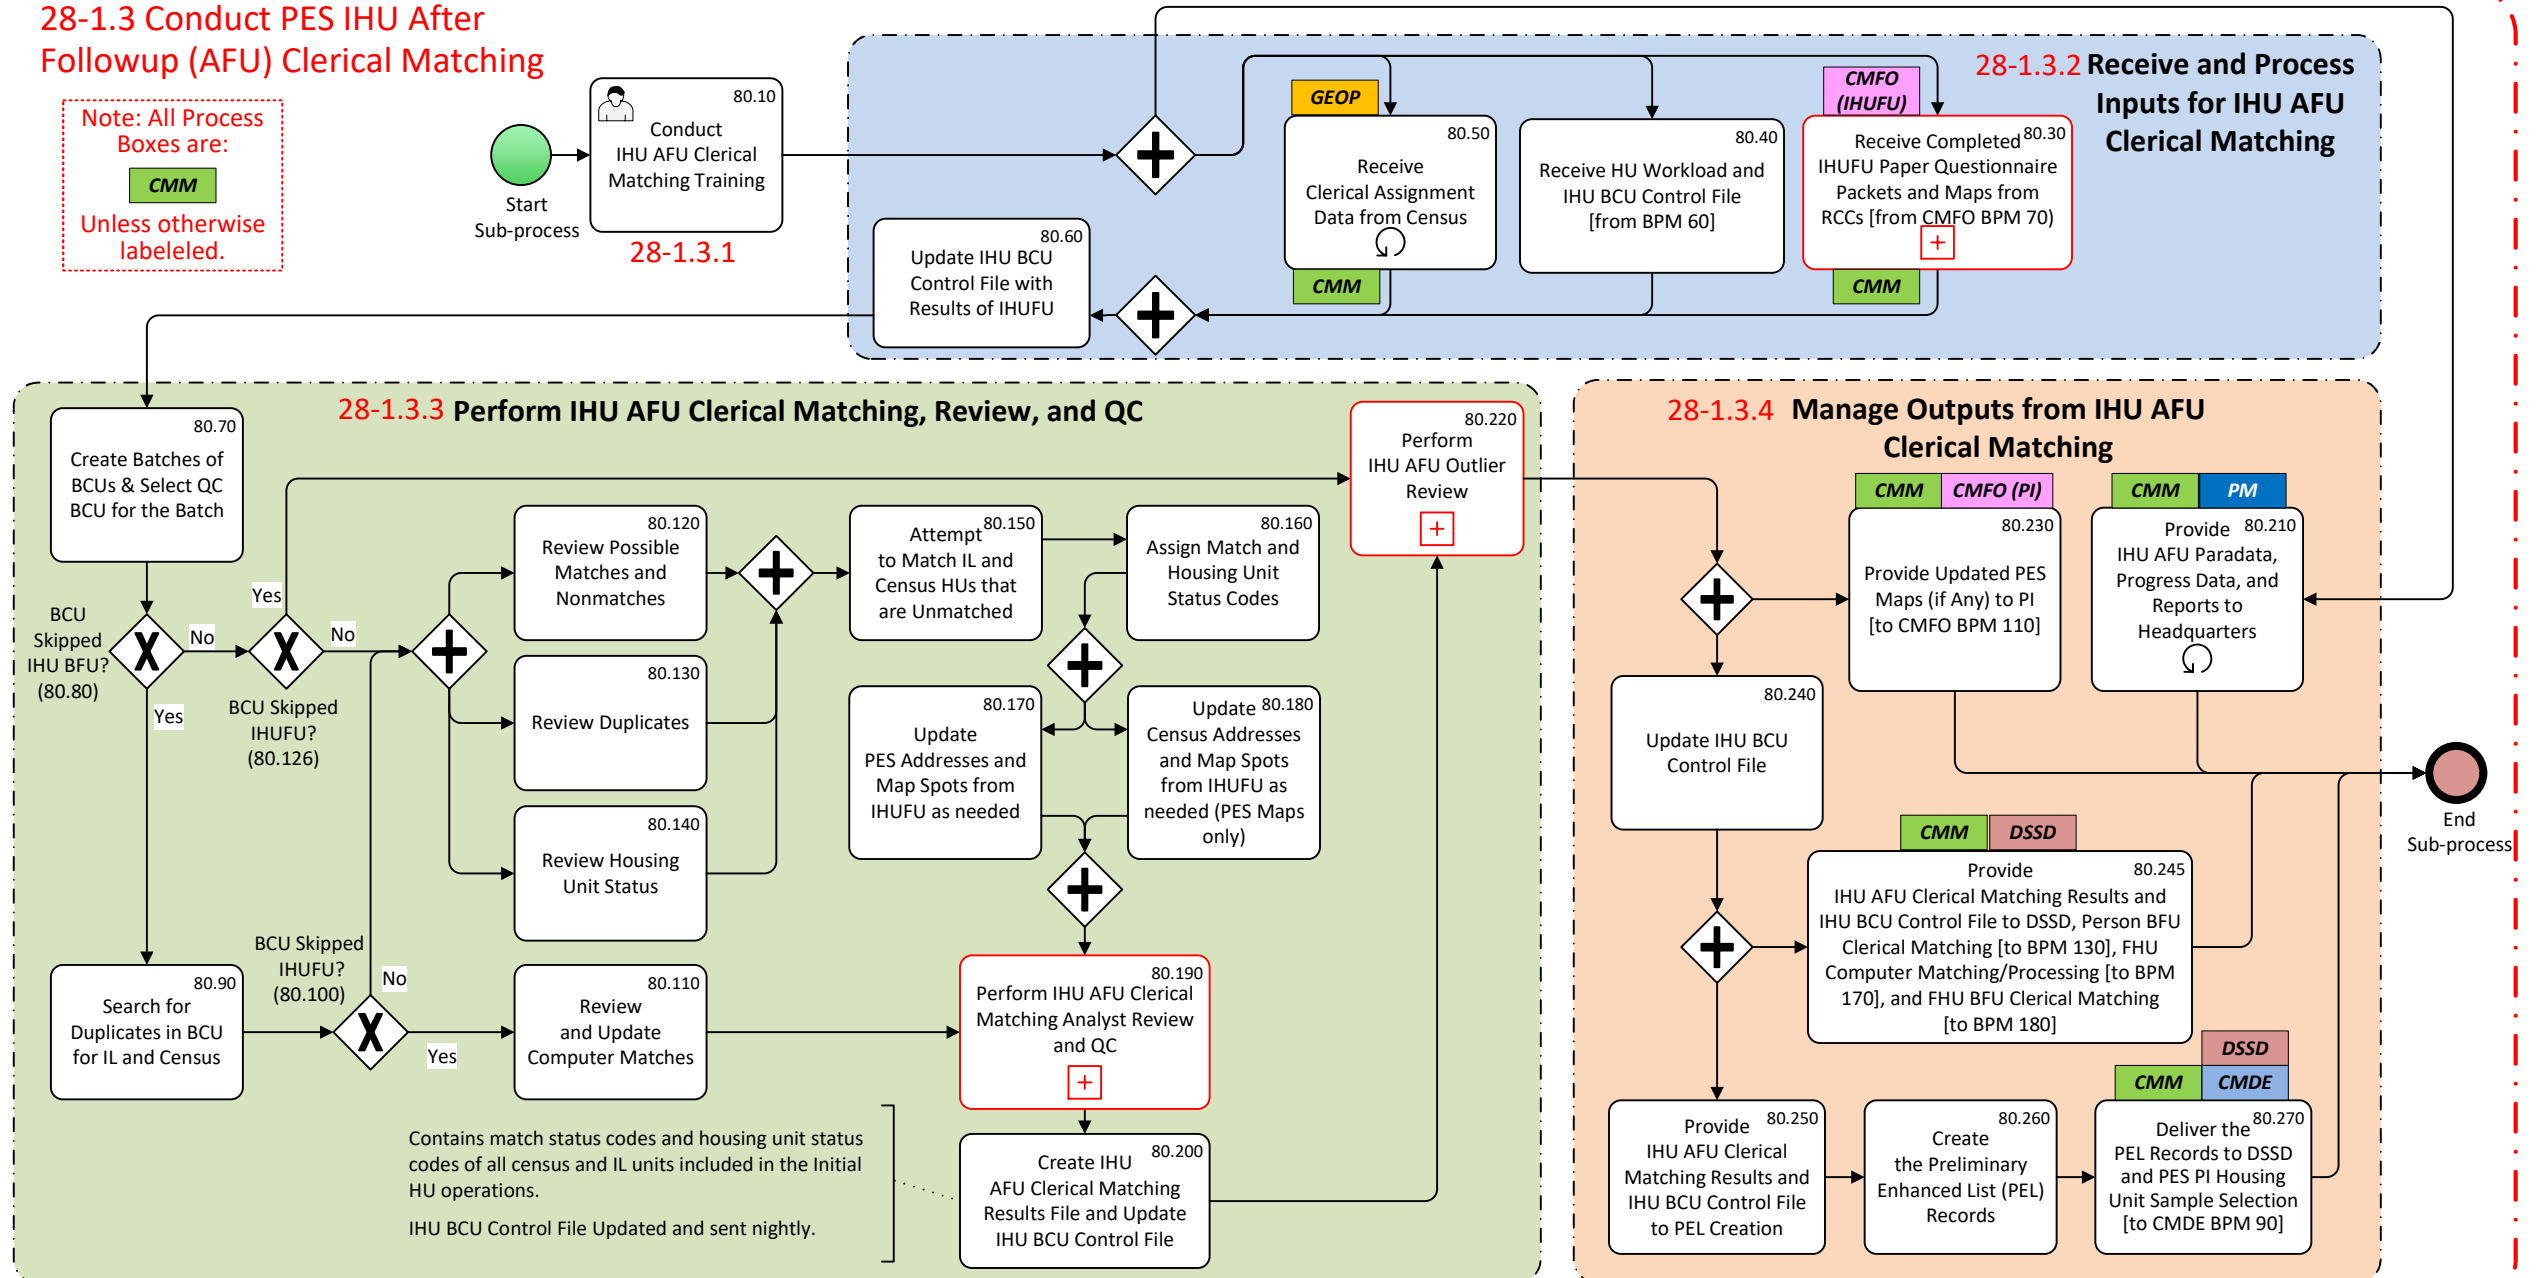 28-1.3 Conduct PES IHU After
Followup (AFU) Clerical Matching
Note: All Process
Boxes are:
CMM
Unless otherwise
labeleled.
Start
Sub-process
80.10
Conduct
IHU AFU Clerical
Matching Training
28-1.3.1
28-1.3.2 Receive and Process
Inputs for IHU AFU
Clerical Matching
GEOP
80.50
Receive
Clerical Assignment
Data from Census
CMM
80.40
Receive HU Workload and
IHU BCU Control File
[from BPM 60]
CMFO
(IHUFU)
80.30
Receive Completed
IHUFU Paper Questionnaire
Packets and Maps from
RCCs [from CMFO BPM 70)
CMM
80.60
Update IHU BCU
Control File with
Results of IHUFU
28-1.3.3 Perform IHU AFU Clerical Matching, Review, and QC
80.70
Create Batches of
BCUs & Select QC
BCU for the Batch
BCU
Skipped
IHU BFU?
(80.80)
No
Yes
Yes
No
BCU Skipped
IHUFU?
(80.126)
80.90
Search for
Duplicates in BCU
for IL and Census
BCU Skipped
IHUFU?
(80.100)
No
Yes
80.110
Review
and Update
Computer Matches
80.120
Review Possible
Matches and
Nonmatches
80.130
Review Duplicates
80.140
Review Housing
Unit Status
80.150
Attempt
to Match IL and
Census HUs that
are Unmatched
80.160
Assign Match and
Housing Unit
Status Codes
80.170
Update
PES Addresses and
Map Spots from
IHUFU as needed
80.180
Update
Census Addresses
and Map Spots
from IHUFU as
needed (PES Maps
only)
80.190
Perform IHU AFU Clerical
Matching Analyst Review
and QC
80.200
Create IHU
AFU Clerical Matching
Results File and Update
IHU BCU Control File
Contains match status codes and housing unit status
codes of all census and IL units included in the Initial
HU operations.
IHU BCU Control File Updated and sent nightly.
80.220
Perform
IHU AFU Outlier
Review
28-1.3.4 Manage Outputs from IHU AFU
Clerical Matching
CMM CMFO (PI)
80.230
Provide Updated PES
Maps (if Any) to PI
[to CMFO BPM 110]
CMM PM
80.210
Provide
IHU AFU Paradata,
Progress Data, and
Reports to
Headquarters
80.240
Update IHU BCU
Control File
CMM DSSD
80.245
Provide
IHU AFU Clerical Matching Results and
IHU BCU Control File to DSSD, Person BFU
Clerical Matching [to BPM 130], FHU
Computer Matching/Processing [to BPM
170], and FHU BFU Clerical Matching
[to BPM 180]
80.250
Provide
IHU AFU Clerical
Matching Results and
IHU BCU Control File
to PEL Creation
80.260
Create
the Preliminary
Enhanced List (PEL)
Records
DSSD
CMM CMDE
80.270
Deliver the
PEL Records to DSSD
and PES PI Housing
Unit Sample Selection
[to CMDE BPM 90]
End
Sub-process